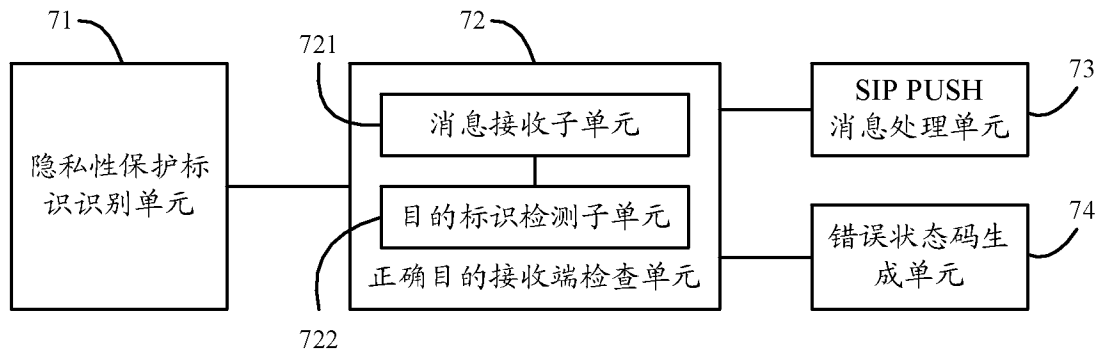 71
隐私性保护标
识识别单元
72
721
消息接收子单元
目的标识检测子单元
722
正确目的接收端检查单元
73
SIP PUSH
消息处理单元
74
错误状态码生
成单元